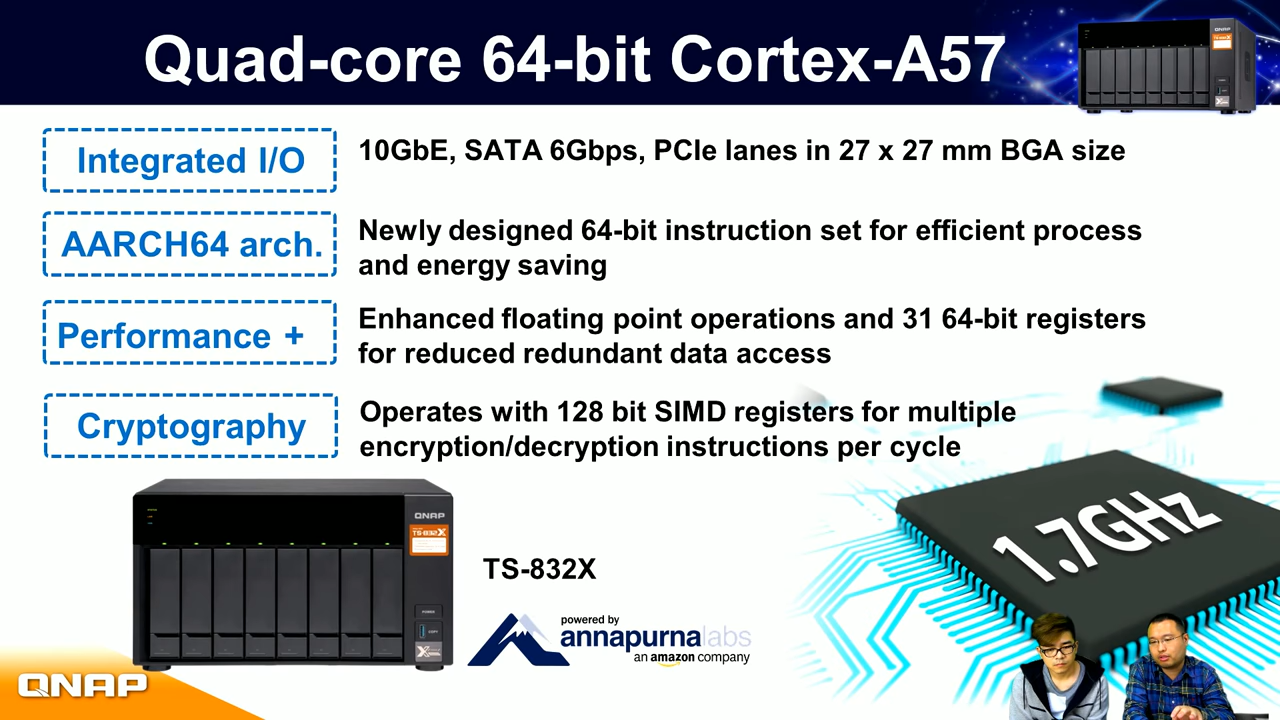 Quad-core 64-bit Cortex-A57
Integrated I/O
10GbE, SATA 6Gbps, PCIe lanes in 27 x 27 mm BGA size
AARCH64 arch.
Newly designed 64-bit instruction set for efficient process
and energy saving
Performance +
Enhanced floating point operations and 31 64-bit registers
for reduced redundant data access
Cryptography
Operates with 128 bit SIMD registers for multiple
encryption/decryption instructions per cycle
1.7GHz
QNAP
TS-832X
POWER
COPY
TS-832X
powered by
annapurnalabs
an amazon company
QNAP